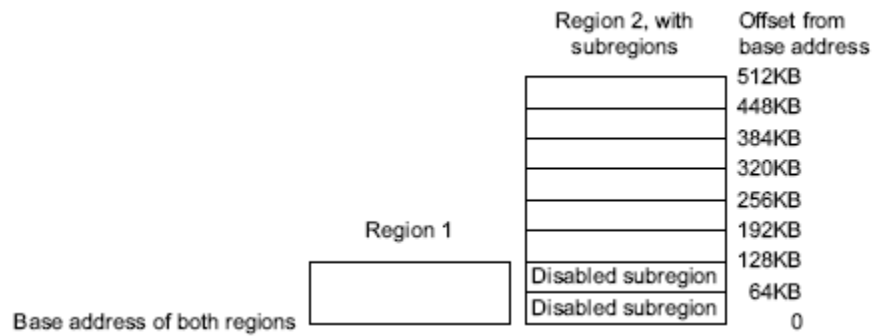 Region 2, with
subregions
Offset from
base address
512KB
448KB
384KB
320KB
256KB
192KB
Region 1
128KB
Disabled subregion
64KB
Disabled subregion
Base address of both regions
0